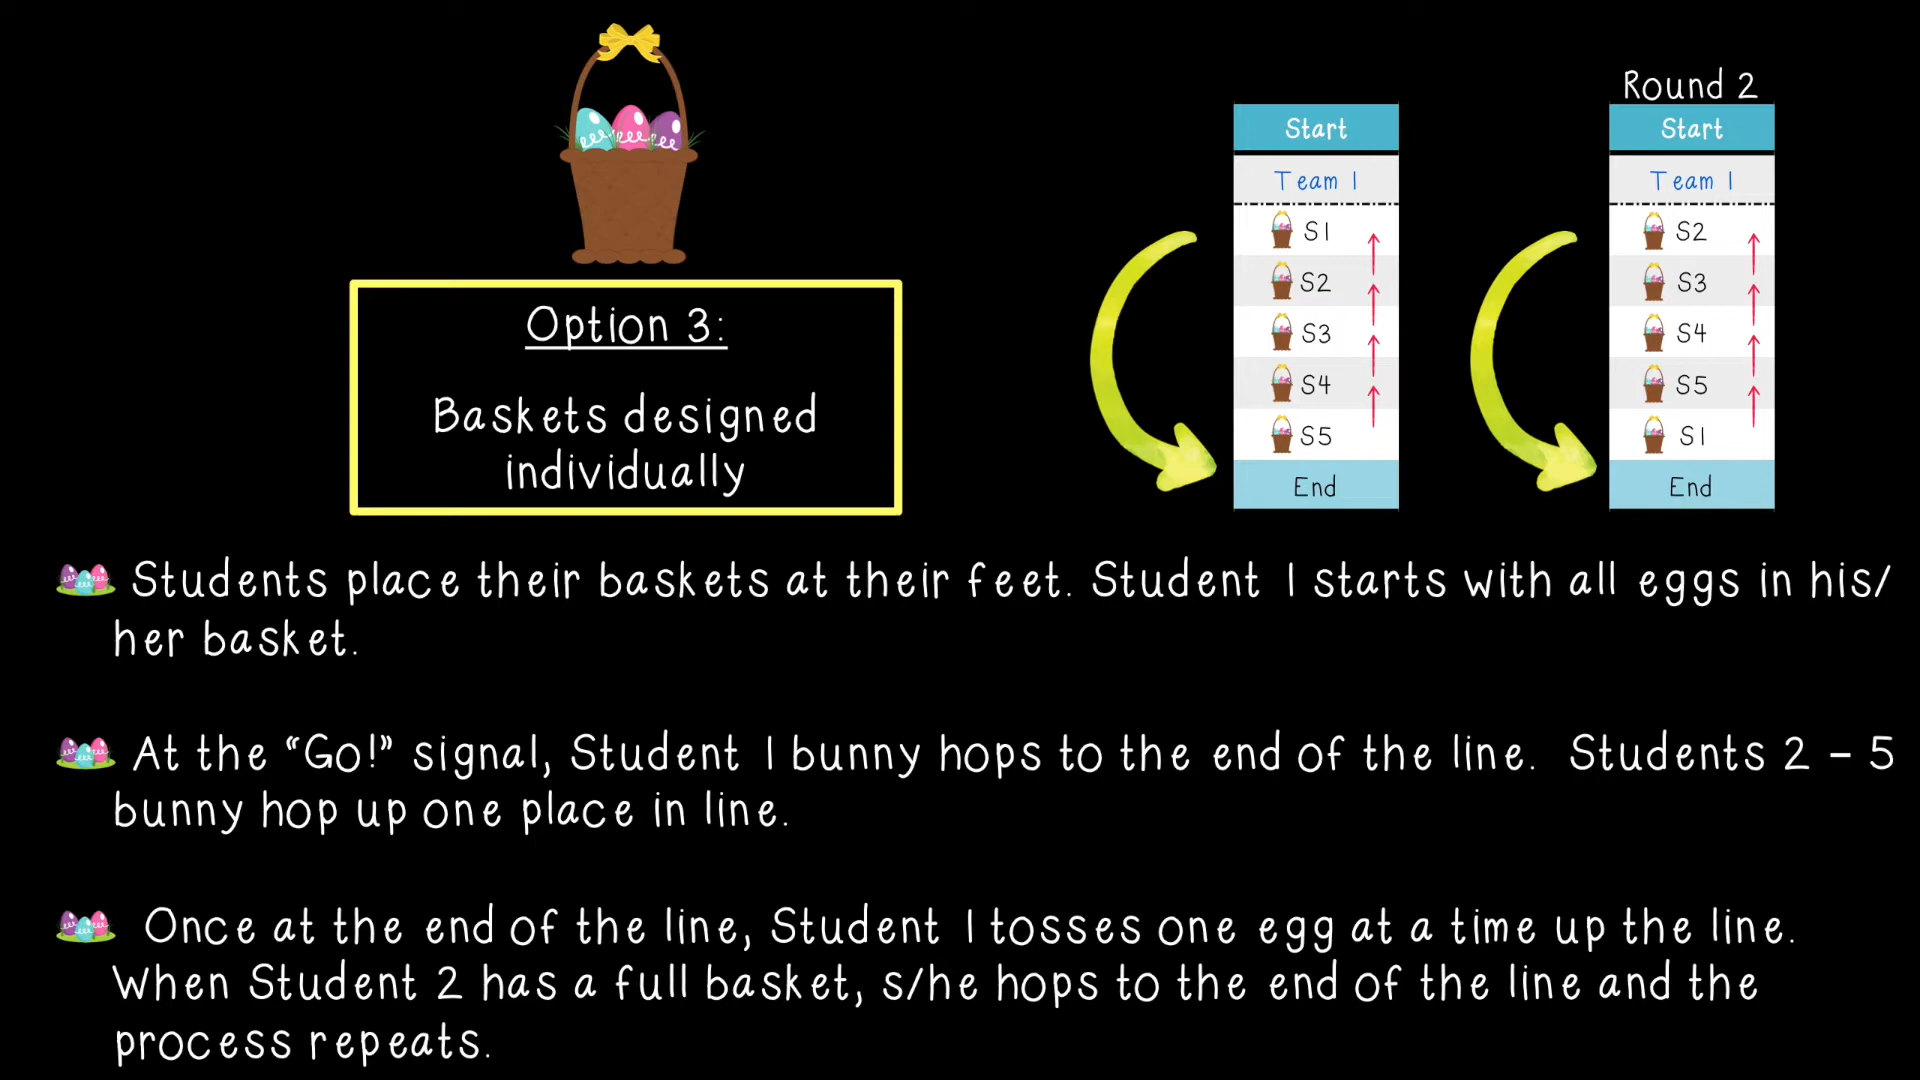 Option 3:
Baskets designed
individually
Start
Team 1
S1
S2
S3
S4
S5
End
Round 2
Start
Team 1
S2
S3
S4
S5
S1
End
Students place their baskets at their feet. Student 1 starts with all eggs in his/
her basket.
At the “Go!” signal, Student 1 bunny hops to the end of the line. Students 2 - 5
bunny hop up one place in line.
Once at the end of the line, Student 1 tosses one egg at a time up the line.
When Student 2 has a full basket, s/he hops to the end of the line and the
process repeats.